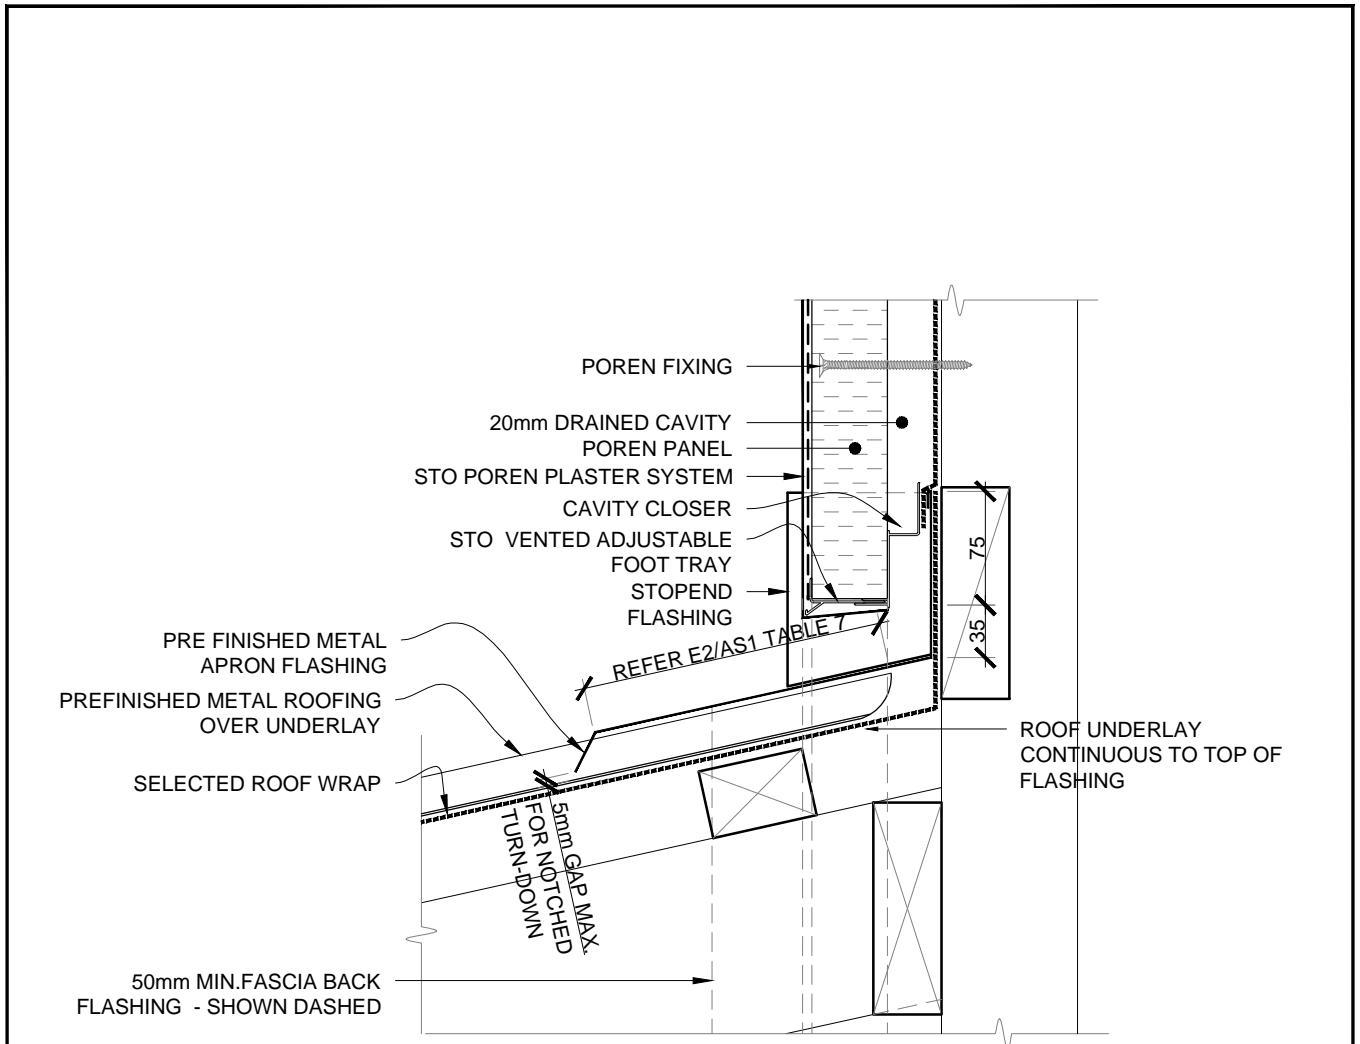 POREN FIXING
20mm DRAINED CAVITY
POREN PANEL
STO POREN PLASTER SYSTEM
CAVITY CLOSER
STO  VENTED ADJUSTABLE
FOOT TRAY
STOPEND
FLASHING
75
35
REFER E2/AS1 TABLE 7
PRE FINISHED METAL
APRON FLASHING
PREFINISHED METAL ROOFING
OVER UNDERLAY
SELECTED ROOF WRAP
ROOF UNDERLAY
CONTINUOUS TO TOP OF
FLASHING
5mm GAP MAX.
FOR NOTCHED
TURN-DOWN
50mm MIN.FASCIA BACK
FLASHING  - SHOWN DASHED